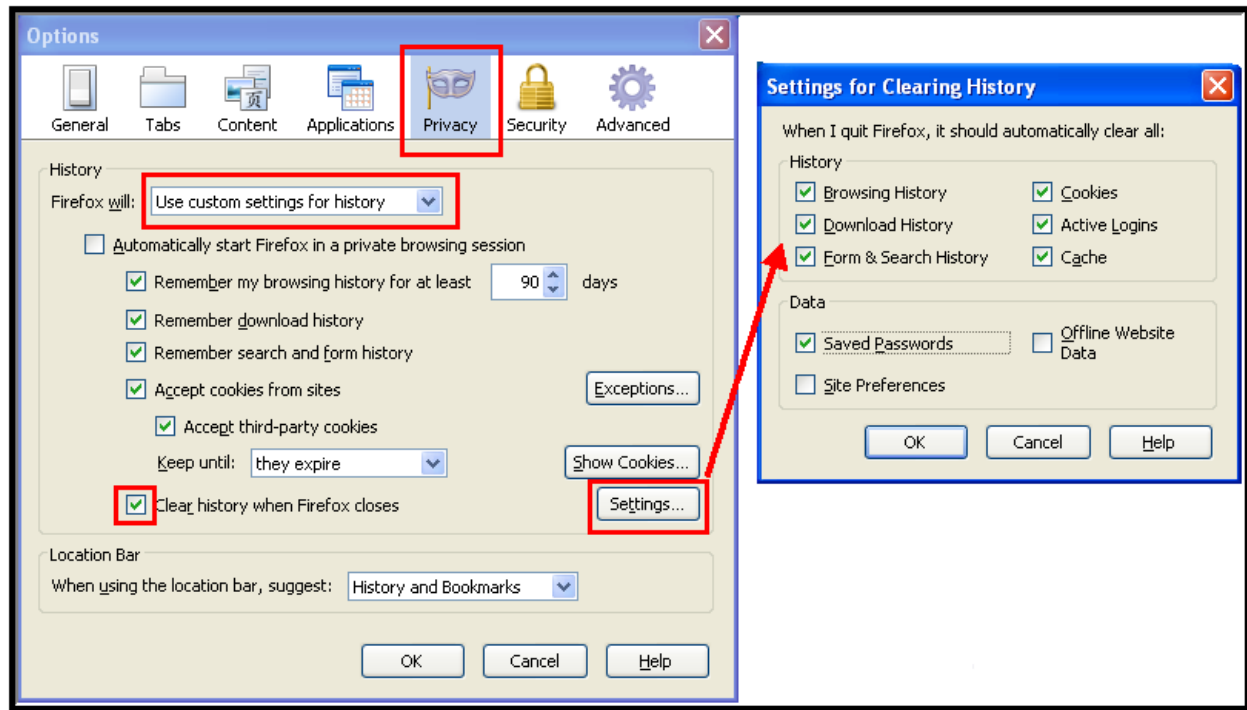 Options
General Tabs Content Applications Privacy Security Advanced
页
History
Firefox will: Use custom settings for history
Automatically start Firefox in a private browsing session
Remember my browsing history for at least 90 days
Remember download history
Remember search and form history
Accept cookies from sites Exceptions...
Accept third-party cookies
Keep until: they expire Show Cookies...
Clear history when Firefox closes Settings...
Location Bar
When using the location bar, suggest: History and Bookmarks
OK Cancel Help
Settings for Clearing History
When I quit Firefox, it should automatically clear all:
History
Browsing History Cookies
Download History Active Logins
Form & Search History Cache
Data
Saved Passwords Offline Website
Data
Site Preferences
OK Cancel Help